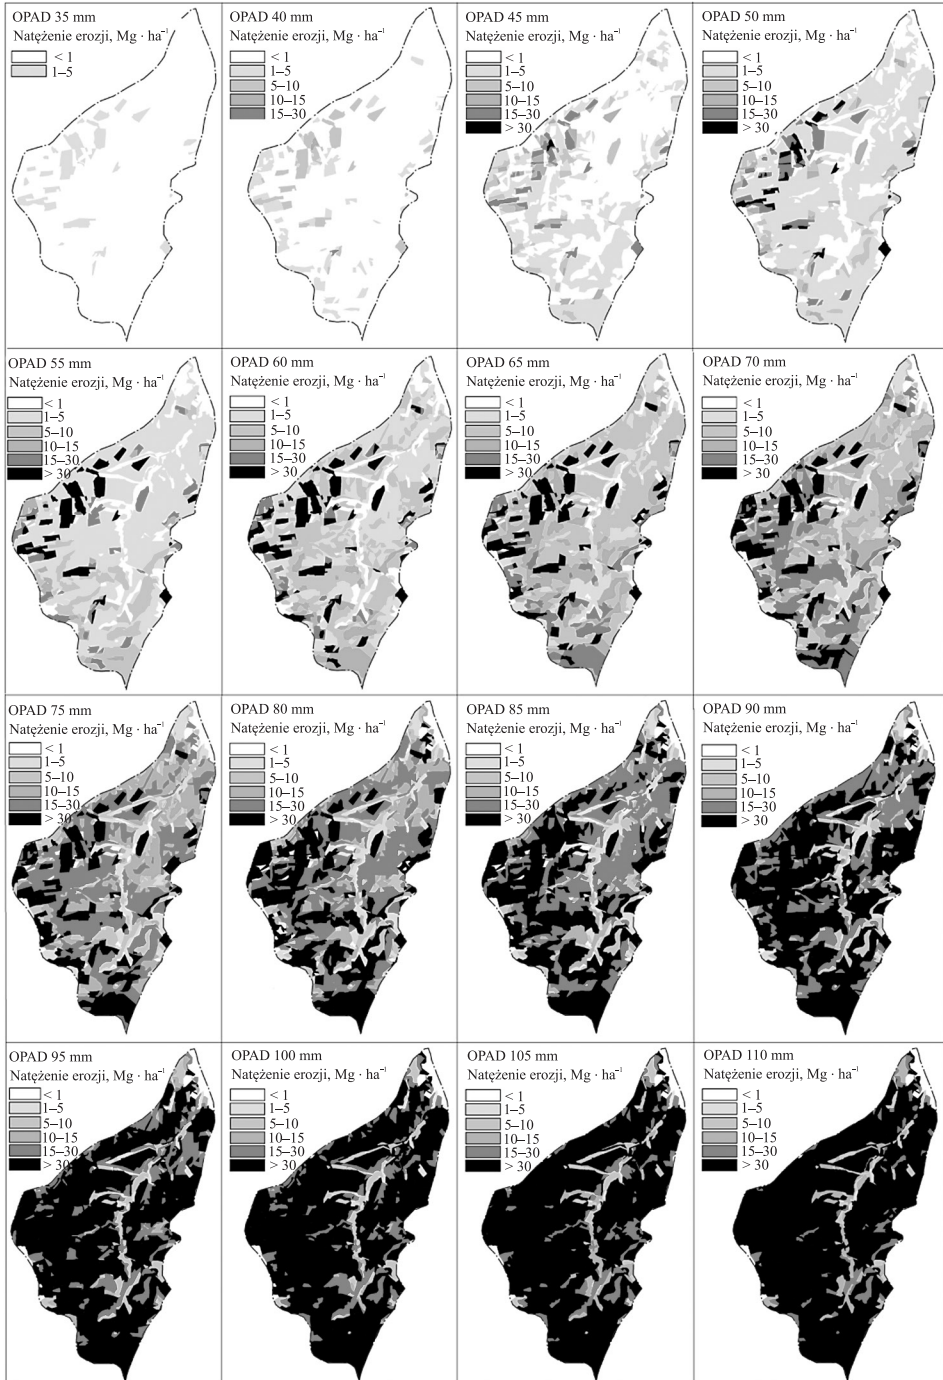 OPAD 35 mm
Natężenie erozji, Mg · ha⁻¹
< 1
1–5
OPAD 40 mm
Natężenie erozji, Mg · ha⁻¹
< 1
1–5
5–10
10–15
15–30
OPAD 45 mm
Natężenie erozji, Mg · ha⁻¹
< 1
1–5
5–10
10–15
15–30
> 30
OPAD 50 mm
Natężenie erozji, Mg · ha⁻¹
< 1
1–5
5–10
10–15
15–30
> 30
OPAD 55 mm
Natężenie erozji, Mg · ha⁻¹
< 1
1–5
5–10
10–15
15–30
> 30
OPAD 60 mm
Natężenie erozji, Mg · ha⁻¹
< 1
1–5
5–10
10–15
15–30
> 30
OPAD 65 mm
Natężenie erozji, Mg · ha⁻¹
< 1
1–5
5–10
10–15
15–30
> 30
OPAD 70 mm
Natężenie erozji, Mg · ha⁻¹
< 1
1–5
5–10
10–15
15–30
> 30
OPAD 75 mm
Natężenie erozji, Mg · ha⁻¹
< 1
1–5
5–10
10–15
15–30
> 30
OPAD 80 mm
Natężenie erozji, Mg · ha⁻¹
< 1
1–5
5–10
10–15
15–30
> 30
OPAD 85 mm
Natężenie erozji, Mg · ha⁻¹
< 1
1–5
5–10
10–15
15–30
> 30
OPAD 90 mm
Natężenie erozji, Mg · ha⁻¹
< 1
1–5
5–10
10–15
15–30
> 30
OPAD 95 mm
Natężenie erozji, Mg · ha⁻¹
< 1
1–5
5–10
10–15
15–30
> 30
OPAD 100 mm
Natężenie erozji, Mg · ha⁻¹
< 1
1–5
5–10
10–15
15–30
> 30
OPAD 105 mm
Natężenie erozji, Mg · ha⁻¹
< 1
1–5
5–10
10–15
15–30
> 30
OPAD 110 mm
Natężenie erozji, Mg · ha⁻¹
< 1
1–5
5–10
10–15
15–30
> 30